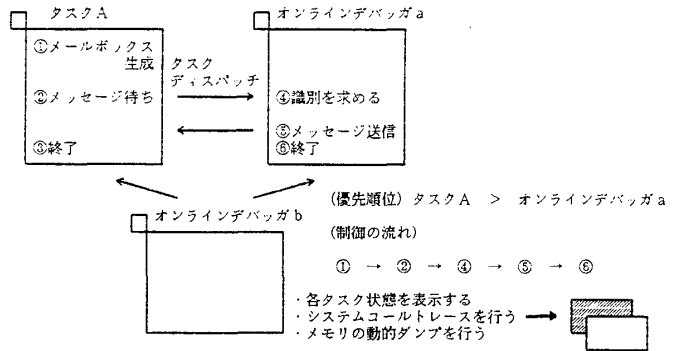 タスクA
①メールボックス
生成
②メッセージ待ち
③終了
タスク
ディスパッチ
オンラインデバッガa
④識別を求める
⑤メッセージ送信
⑥終了
オンラインデバッガb
(優先順位) タスクA > オンラインデバッガa
(制御の流れ)
① → ② → ④ → ⑤ → ⑥
・各タスク状態を表示する
・システムコールトレースを行う
・メモリの動的ダンプを行う